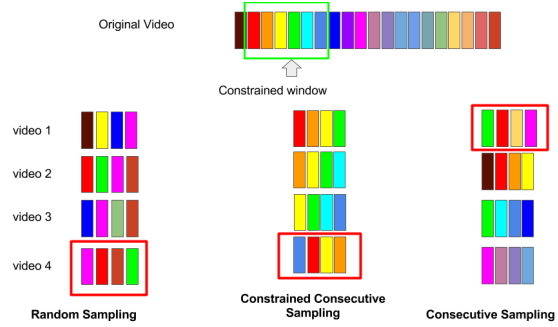 Original Video
Constrained window
video 1
video 2
video 3
video 4
Random Sampling
Constrained Consecutive
Sampling
Consecutive Sampling